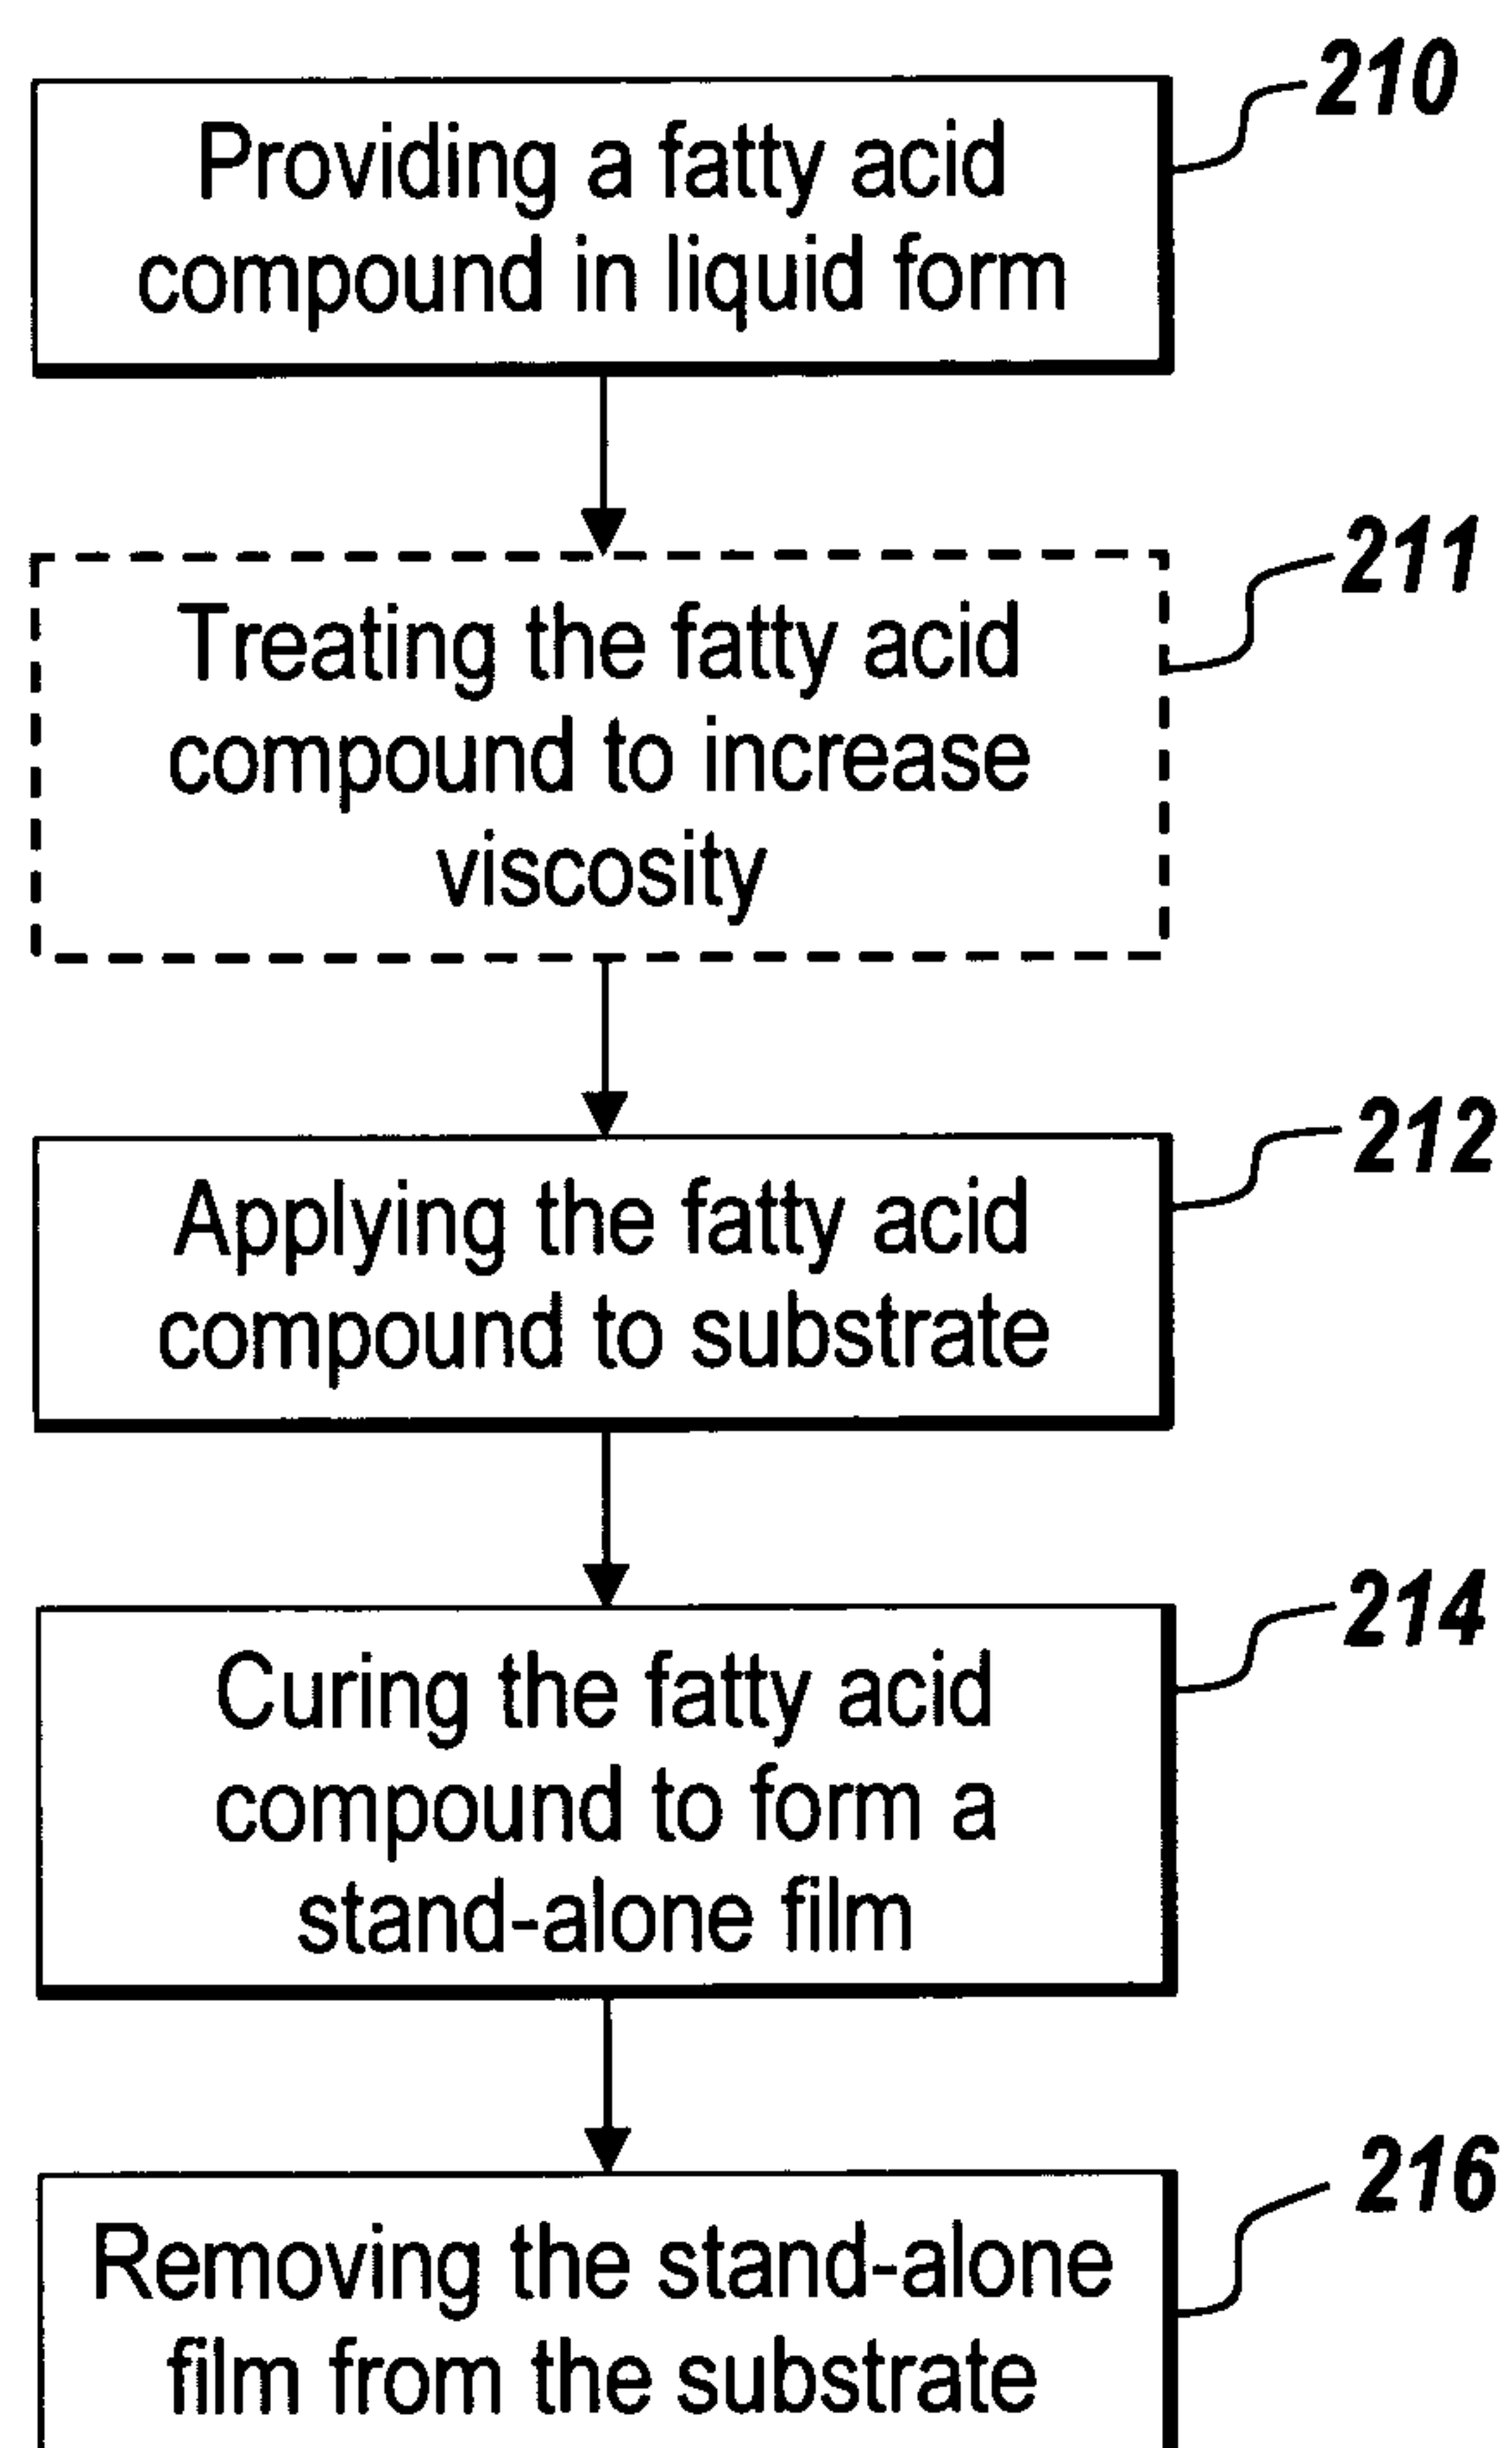 210
Providing a fatty acid
compound in liquid form
211
Treating the fatty acid
compound to increase
viscosity
212
Applying the fatty acid
compound to substrate
214
Curing the fatty acid
compound to form a
stand-alone film
216
Removing the stand-alone
film from the substrate